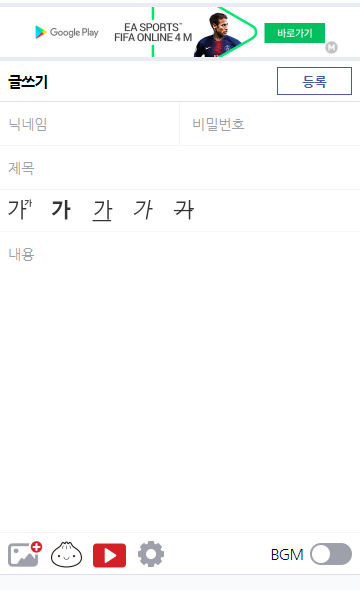 Google Play
EA SPORTS™
FIFA ONLINE 4 M
바로가기
M
글쓰기
등록
닉네임
비밀번호
제목
가가 가 가 가 가
내용
BGM